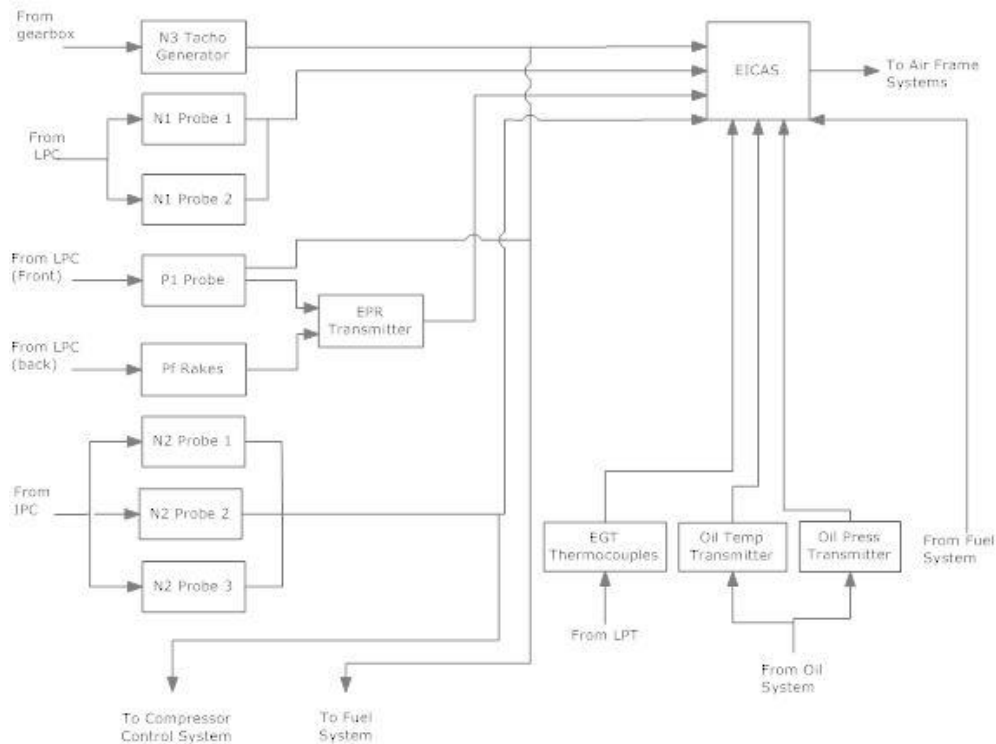 From
gearbox
N3 Tacho
Generator
EICAS
To Air Frame
Systems
N1 Probe 1
From
LPC
N1 Probe 2
From LPC
(Front)
P1 Probe
EPR
Transmitter
From LPC
(back)
Pf Rakes
N2 Probe 1
From
IPC
N2 Probe 2
N2 Probe 3
EGT
Thermocouples
Oil Temp
Transmitter
Oil Press
Transmitter
From Fuel
System
From LPT
From Oil
System
To Compressor
Control System
To Fuel
System